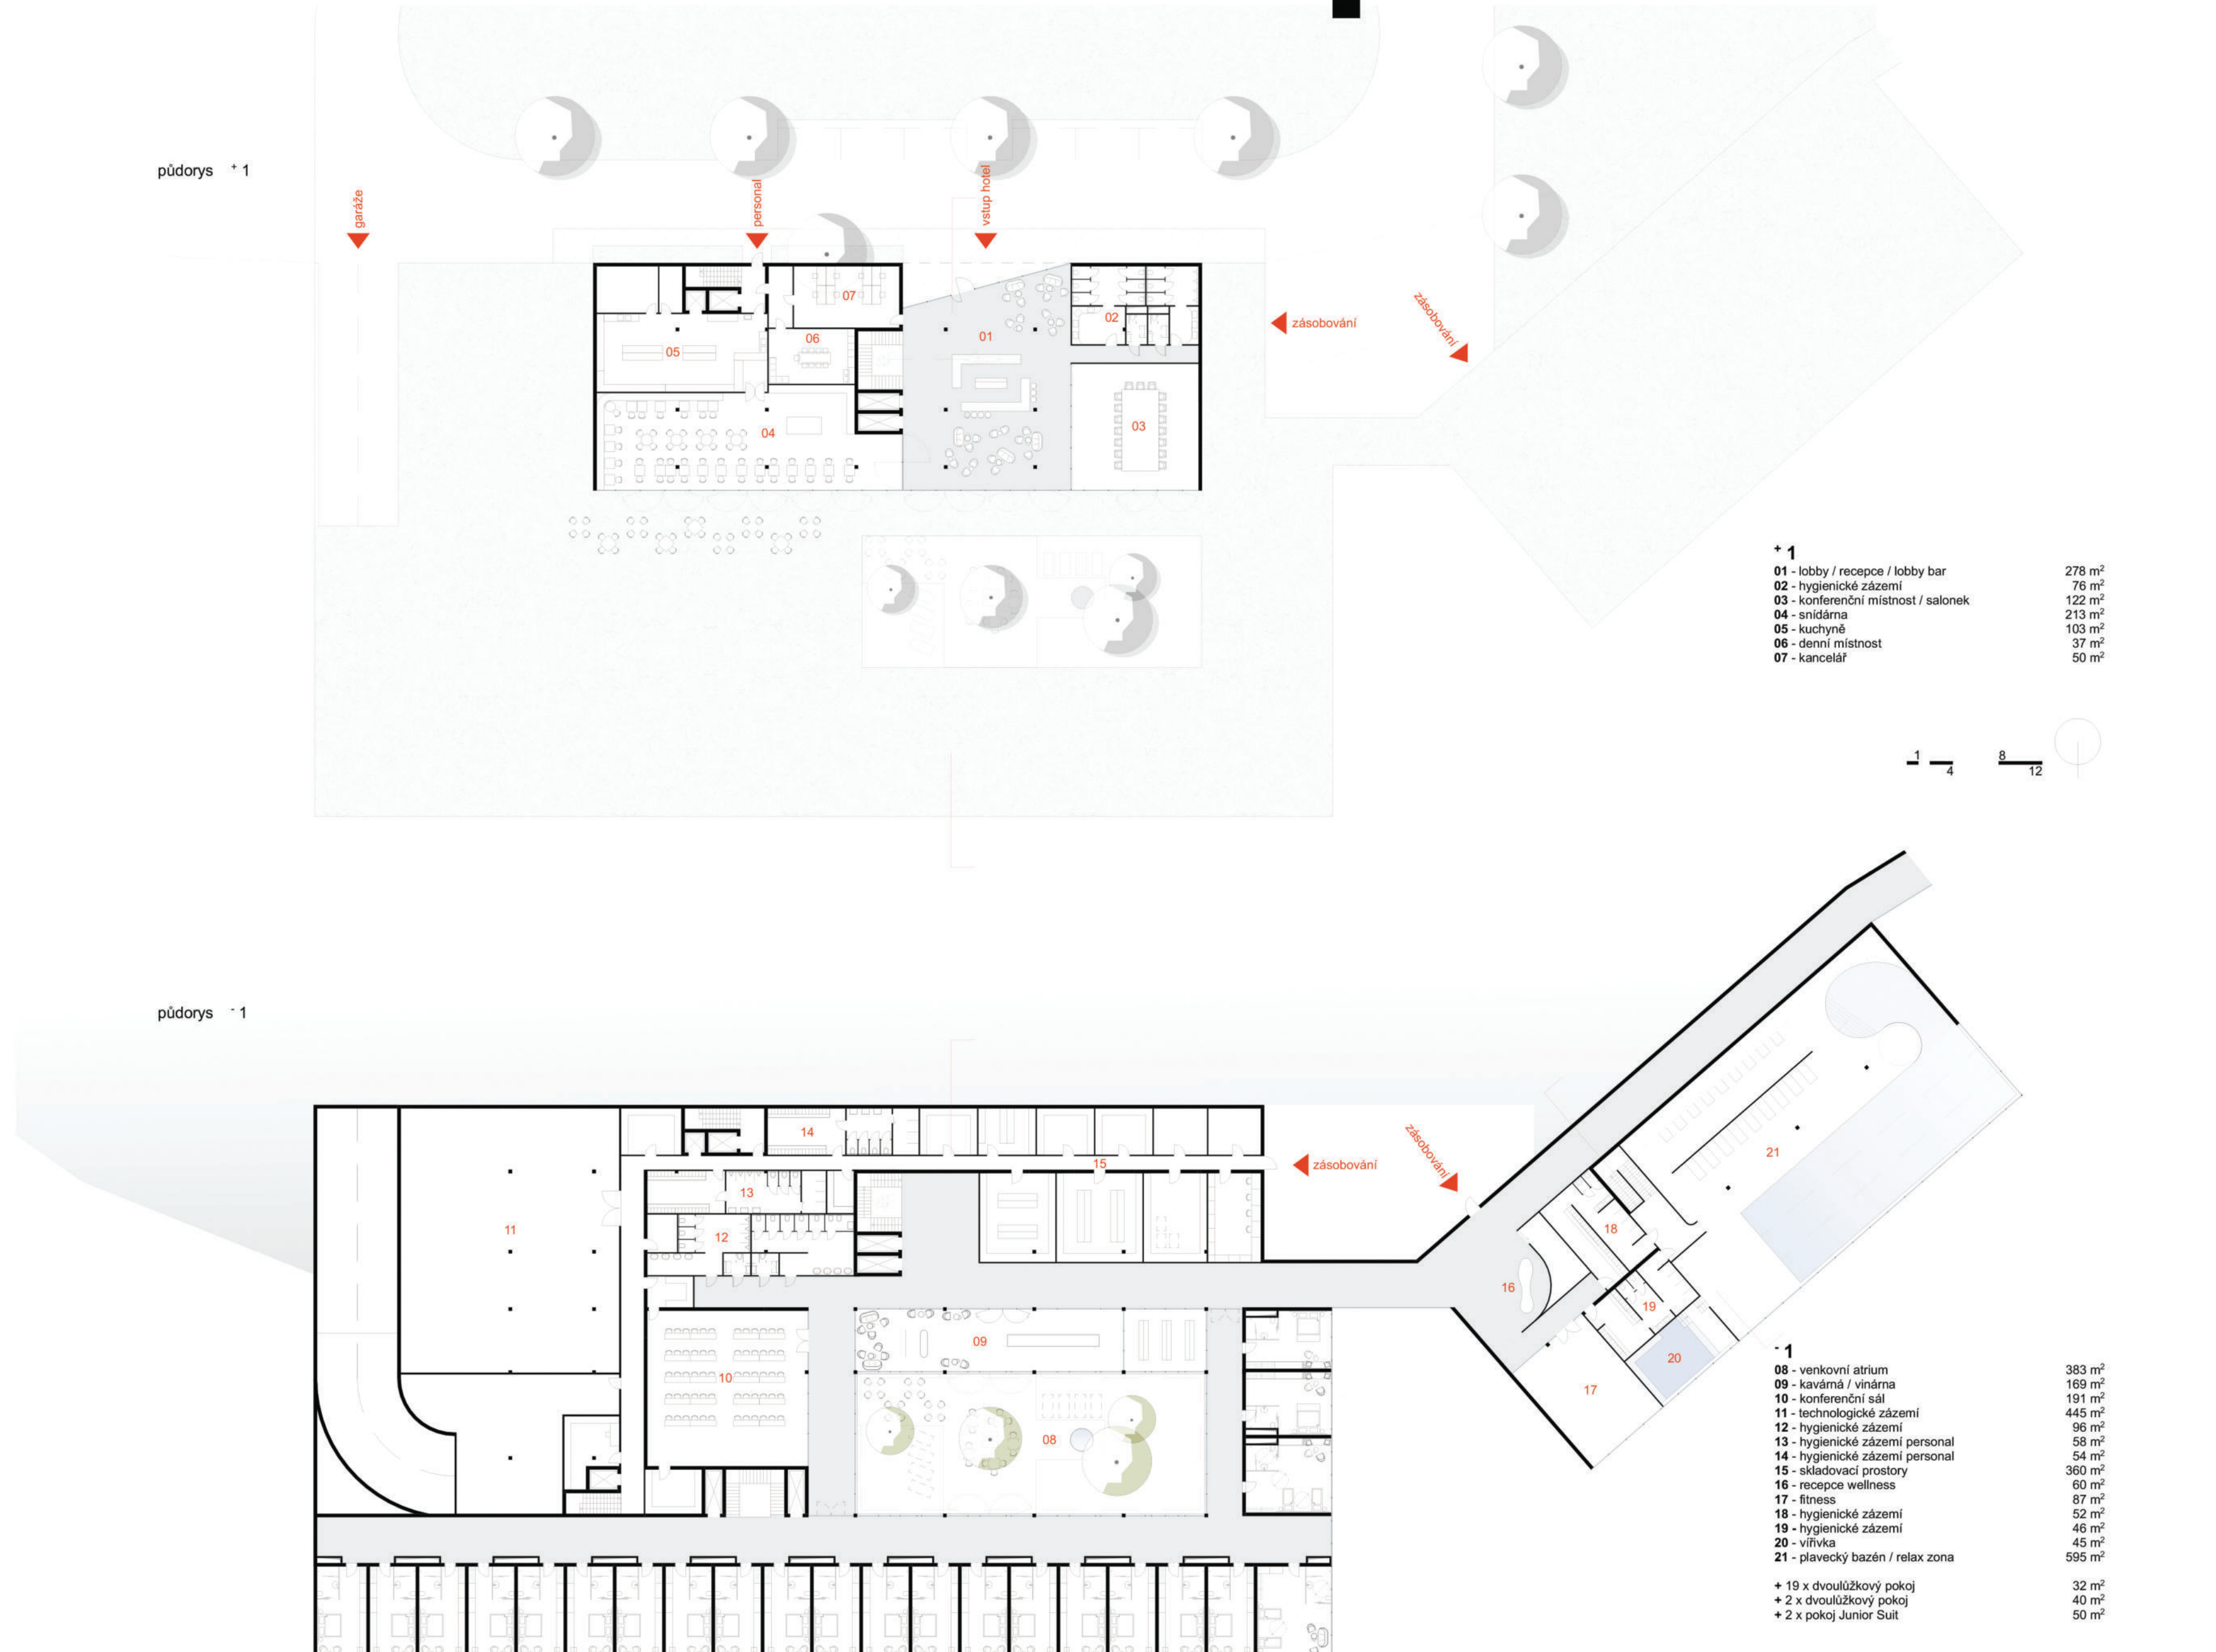 půdorys + 1
garáže
personal
vstup hotel
zásobování
zásobování
07
06
05
04
01
02
03
+ 1
01 - lobby / recepce / lobby bar 278 m²
02 - hygienické zázemí 76 m²
03 - konferenční místnost / salonek 122 m²
04 - snídárna 213 m²
05 - kuchyně 103 m²
06 - denní místnost 37 m²
07 - kancelář 50 m²
1 4 8 12
půdorys - 1
zásobování
zásobování
14
15
13
12
11
10
09
08
16
17
18
19
20
21
- 1
08 - venkovní atrium 383 m²
09 - kavárná / vinárna 169 m²
10 - konferenční sál 191 m²
11 - technologické zázemí 445 m²
12 - hygienické zázemí 96 m²
13 - hygienické zázemí personal 58 m²
14 - hygienické zázemí personal 54 m²
15 - skladovací prostory 360 m²
16 - recepce wellness 60 m²
17 - fitness 87 m²
18 - hygienické zázemí 52 m²
19 - hygienické zázemí 46 m²
20 - vířivka 45 m²
21 - plavecký bazén / relax zona 595 m²
+ 19 x dvoulůžkový pokoj 32 m²
+ 2 x dvoulůžkový pokoj 40 m²
+ 2 x pokoj Junior Suit 50 m²